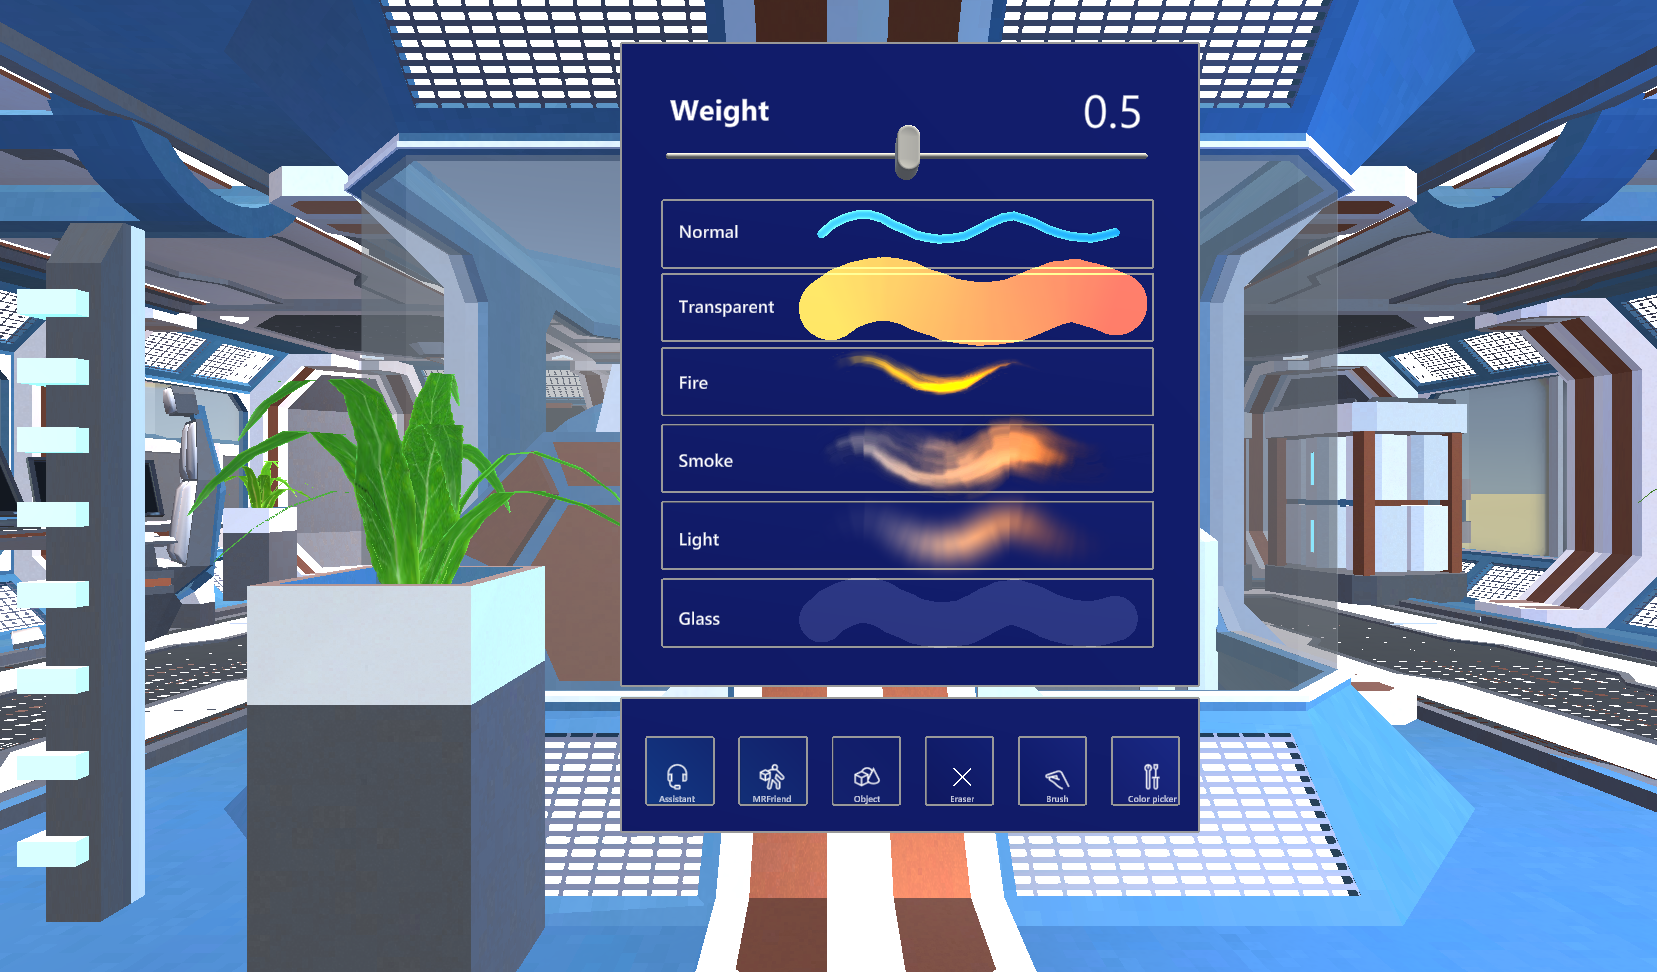 Weight
0.5
Normal
Transparent
Fire
Smoke
Light
Glass
Assistant
MRFriend
Object
Eraser
Brush
Color picker